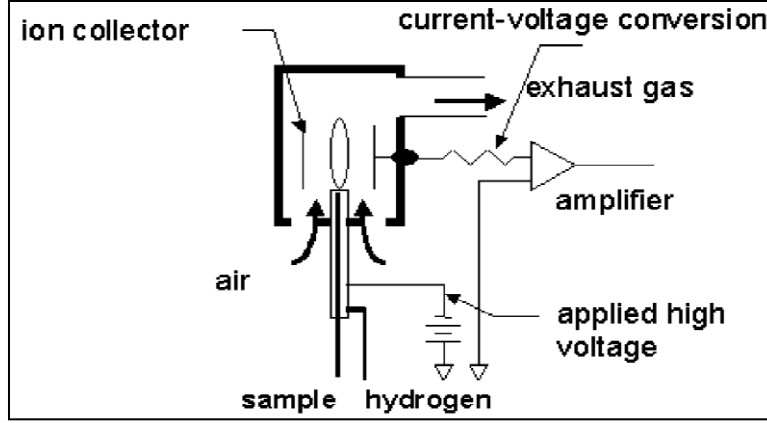 ion collector
current-voltage conversion
exhaust gas
amplifier
air
applied high
voltage
sample hydrogen